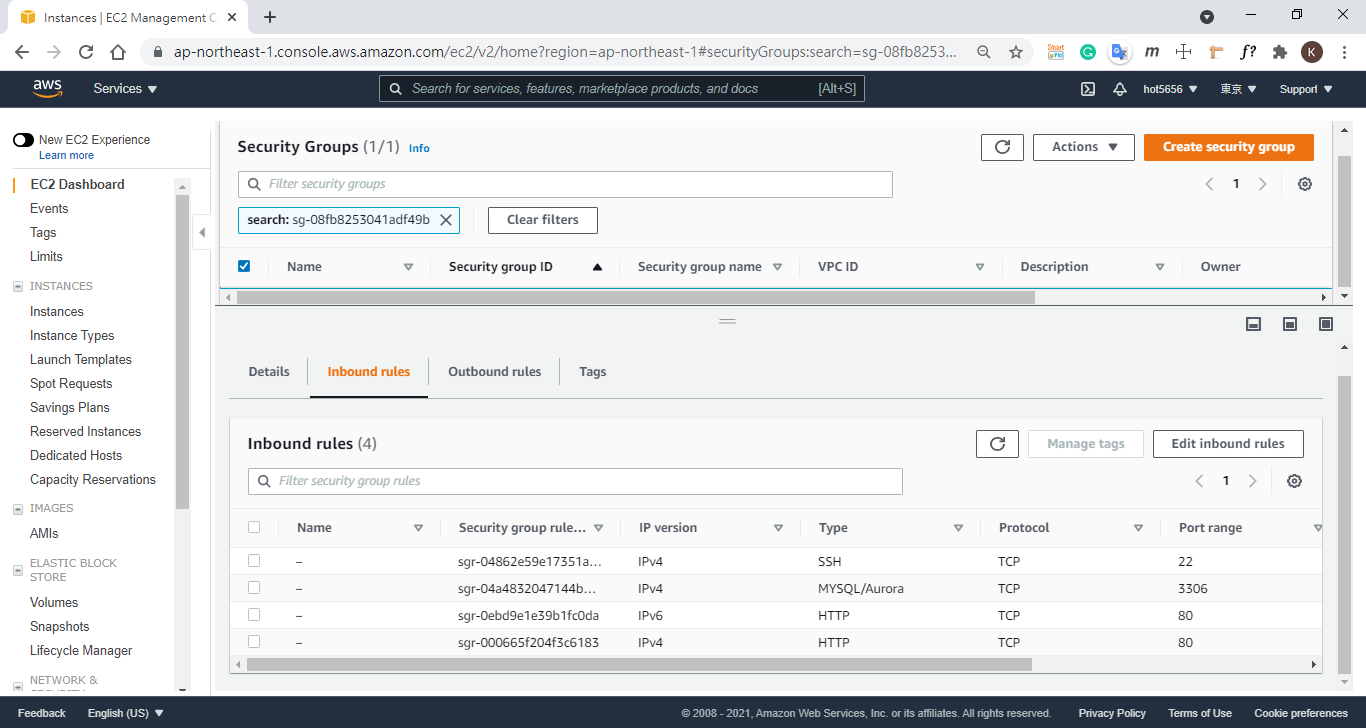 Instances | EC2 Management C
ap-northeast-1.console.aws.amazon.com/ec2/v2/home?region=ap-northeast-1#securityGroups:search=sg-08fb8253...
aws
Services
Search for services, features, marketplace products, and docs [Alt+S]
hot5656
東京
Support
New EC2 Experience
Learn more
EC2 Dashboard
Events
Tags
Limits
INSTANCES
Instances
Instance Types
Launch Templates
Spot Requests
Savings Plans
Reserved Instances
Dedicated Hosts
Capacity Reservations
IMAGES
AMIs
ELASTIC BLOCK
STORE
Volumes
Snapshots
Lifecycle Manager
NETWORK &
SECURITY
Security Groups (1/1) Info
Actions
Create security group
Filter security groups
1
search: sg-08fb8253041adf49b
Clear filters
Name Security group ID Security group name VPC ID Description Owner
Details Inbound rules Outbound rules Tags
Inbound rules (4)
Manage tags
Edit inbound rules
Filter security group rules
1
Name Security group rule... IP version Type Protocol Port range
– sgr-04862e59e17351a... IPv4 SSH TCP 22
– sgr-04a4832047144b... IPv4 MYSQL/Aurora TCP 3306
– sgr-0ebd9e1e39b1fc0da IPv6 HTTP TCP 80
– sgr-000665f204f3c6183 IPv4 HTTP TCP 80
Feedback English (US) © 2008 - 2021, Amazon Web Services, Inc. or its affiliates. All rights reserved. Privacy Policy Terms of Use Cookie preferences